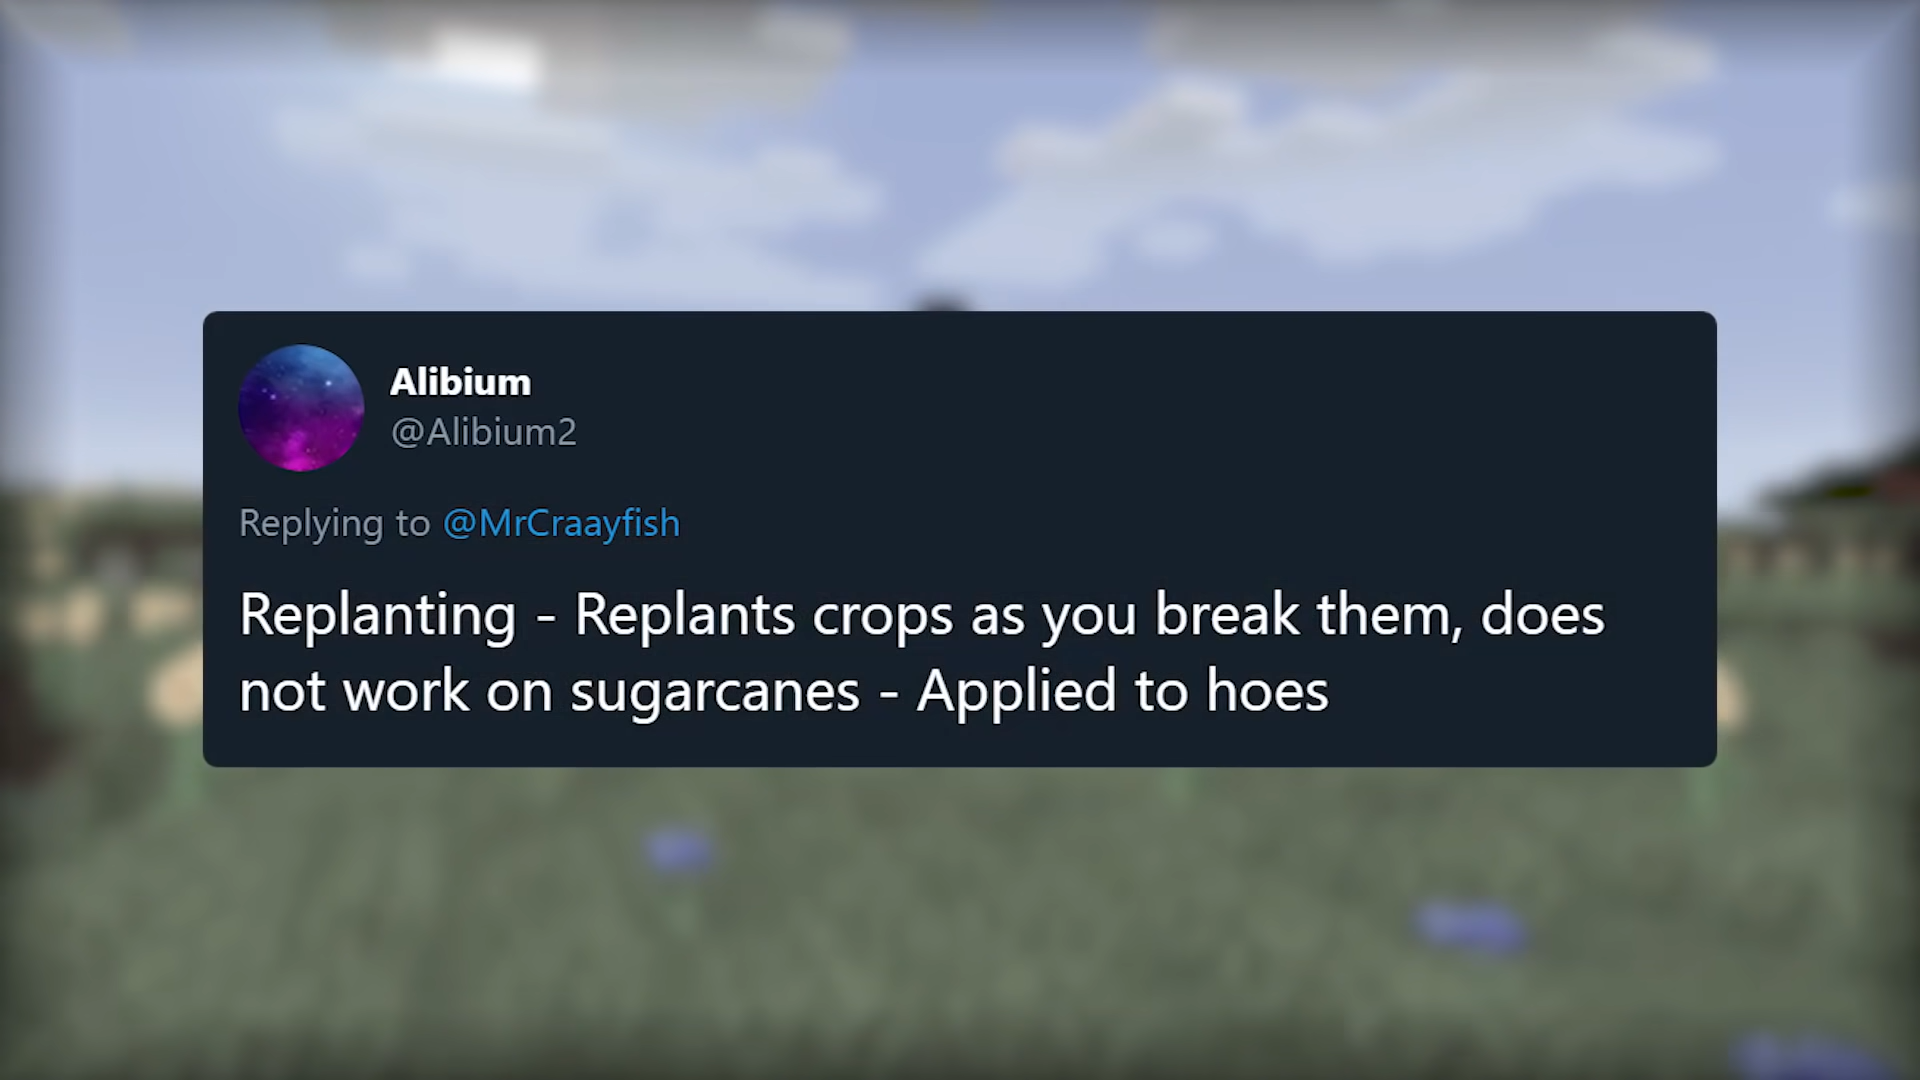 Alibium
@Alibium2
Replying to @MrCraayfish
Replanting - Replants crops as you break them, does
not work on sugarcanes - Applied to hoes